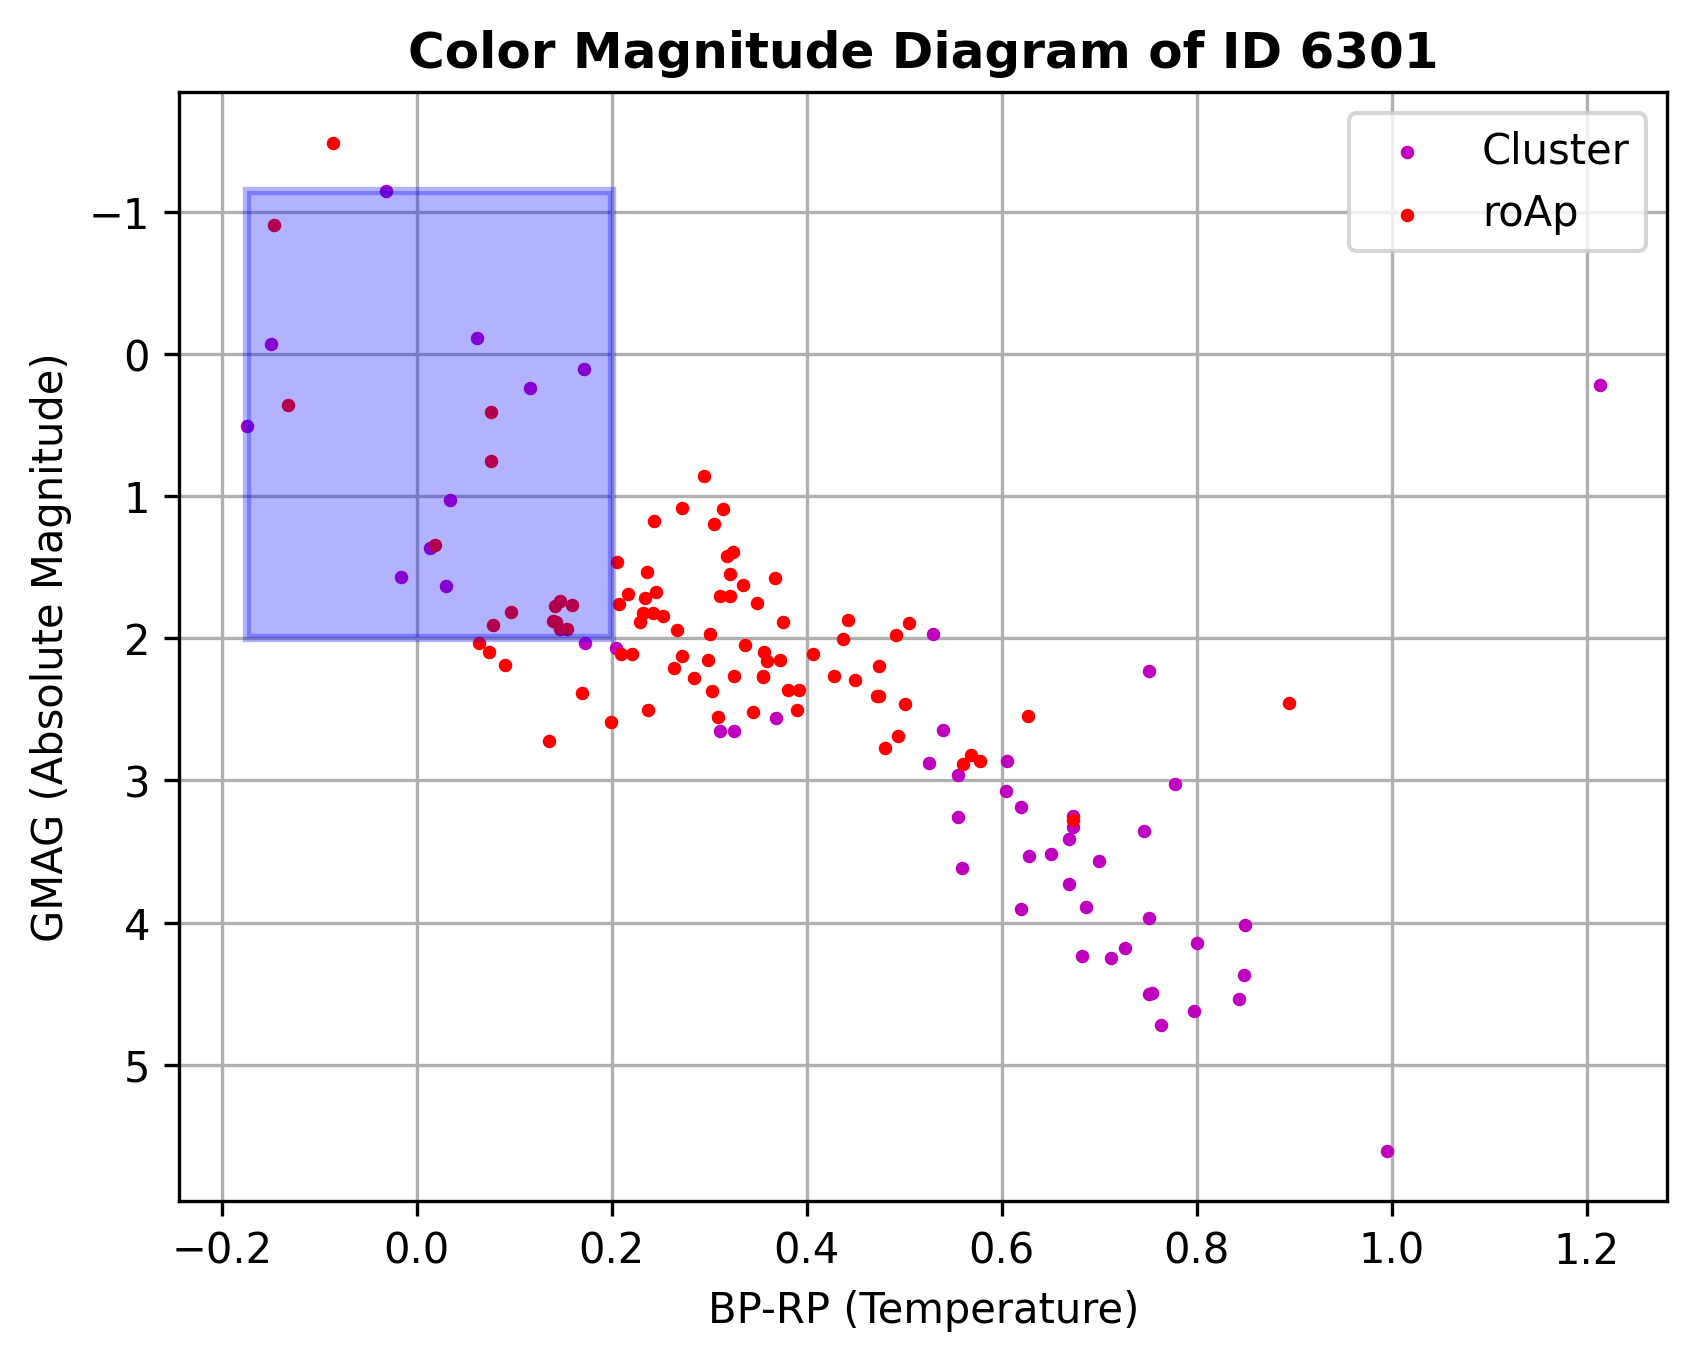 Color Magnitude Diagram of ID 6301
Cluster
roAp
GMAG (Absolute Magnitude)
−1
0
1
2
3
4
5
−0.2 0.0 0.2 0.4 0.6 0.8 1.0 1.2
BP-RP (Temperature)